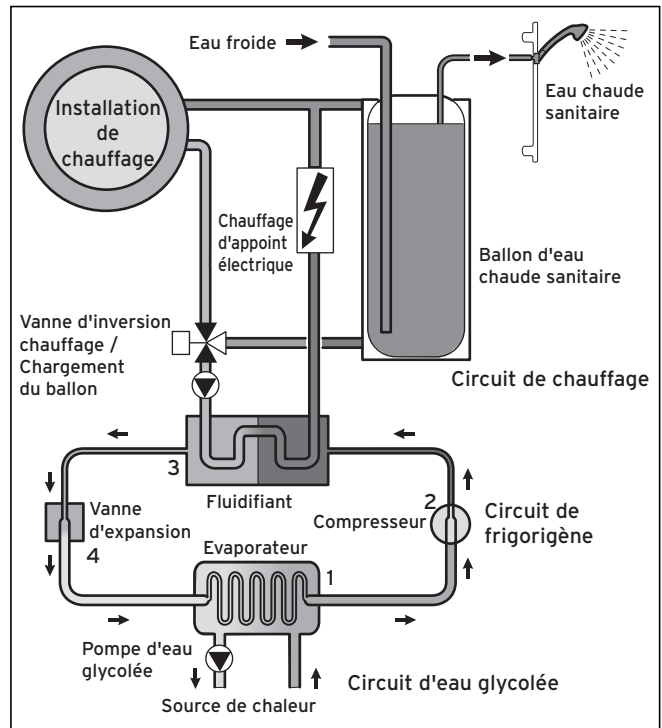 Eau froide
Installation
de
chauffage
Eau chaude
sanitaire
Chauffage
d'appoint
électrique
Ballon d'eau
chaude sanitaire
Vanne d'inversion
chauffage /
Chargement
du ballon
Circuit de chauffage
3
Fluidifiant
2
Compresseur
Circuit de
frigorigène
Vanne
d'expansion
4
Evaporateur
1
Pompe d'eau
glycolée
Source de chaleur
Circuit d'eau glycolée